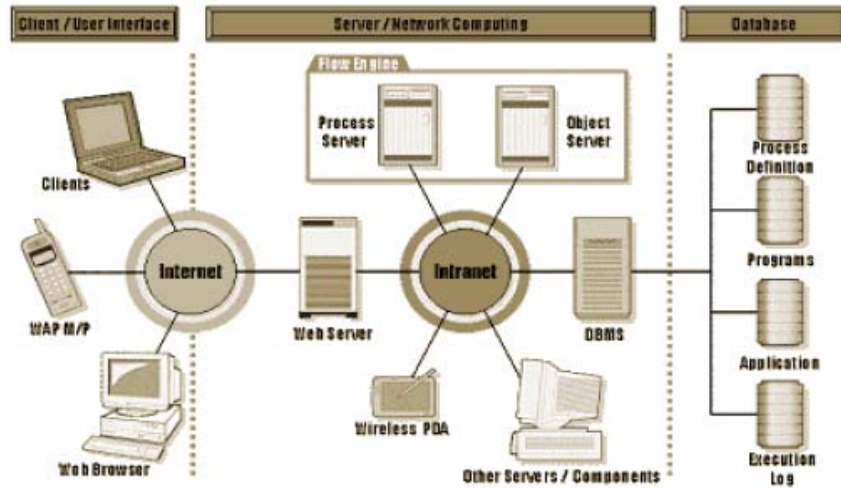 Client / User Interface
Server / Network Computing
Database
Flow Engine
Process
Server
Object
Server
Clients
Process
Definition
Internet
Intranet
WAP M/P
Web Server
DBMS
Programs
Wireless PDA
Application
Web Browser
Other Servers / Components
Execution
Log